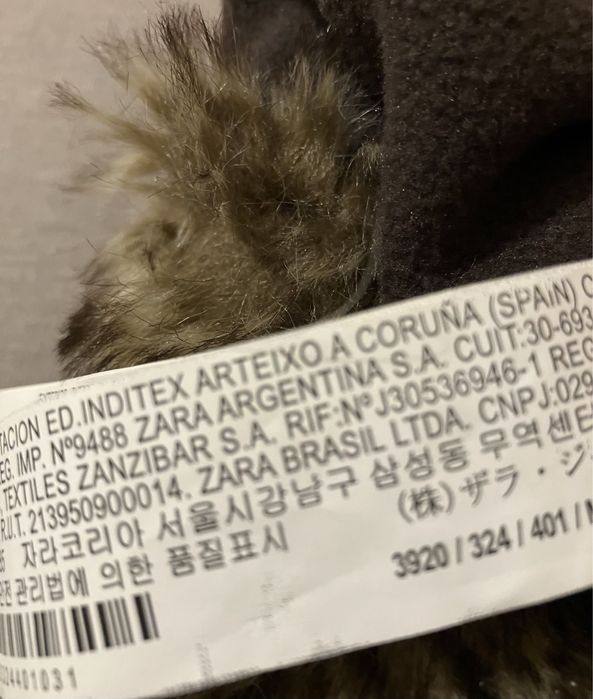 TACION ED.INDITEX ARTEIXO A CORUÑA (SPAiN) C
EG. IMP. Nº9488 ZARA ARGENTINA S.A. CUIT:30-693
, TEXTILES ZANZIBAR S.A. RIF:NºJ30536946-1 REG
R.U.T. 213950900014. ZARA BRASIL LTDA. CNPJ:029
자라코리아 서울시강남구 삼성동 무역센터
관리법에 의한 품질표시
(株) ザラ・ジ
3920 / 324 / 401 /
24401031